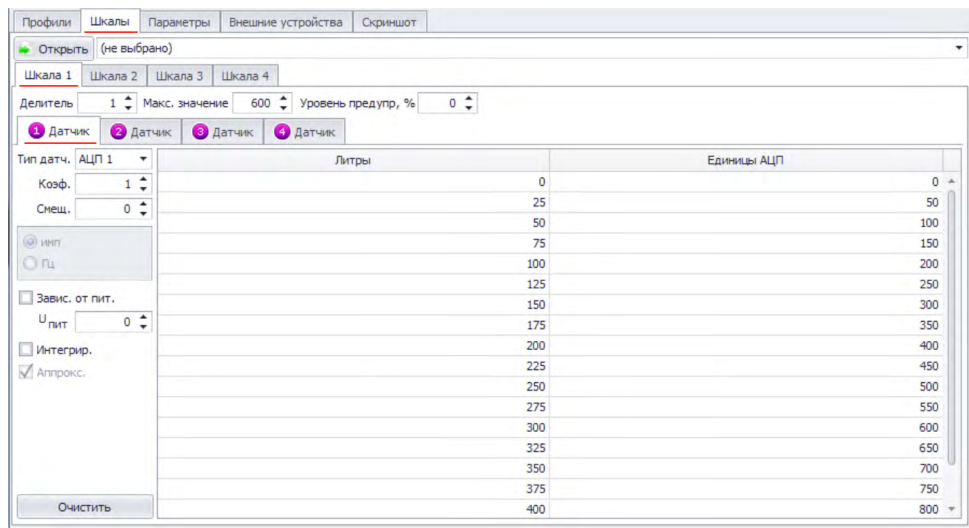 Профили Шкалы Параметры Внешние устройства Скриншот
Открыть (не выбрано)
Шкала 1 Шкала 2 Шкала 3 Шкала 4
Делитель 1 Макс. значение 600 Уровень предупр, % 0
1 Датчик 2 Датчик 3 Датчик 4 Датчик
Тип датч. АЦП 1 Литры Единицы АЦП
Коэф. 1 0 0
Смещ. 0 25 50
50 100
имп 75 150
Гц 100 200
125 250
Завис. от пит. 150 300
U пит 0 175 350
Интегрир. 200 400
Аппрокс. 225 450
250 500
275 550
300 600
325 650
350 700
375 750
Очистить 400 800